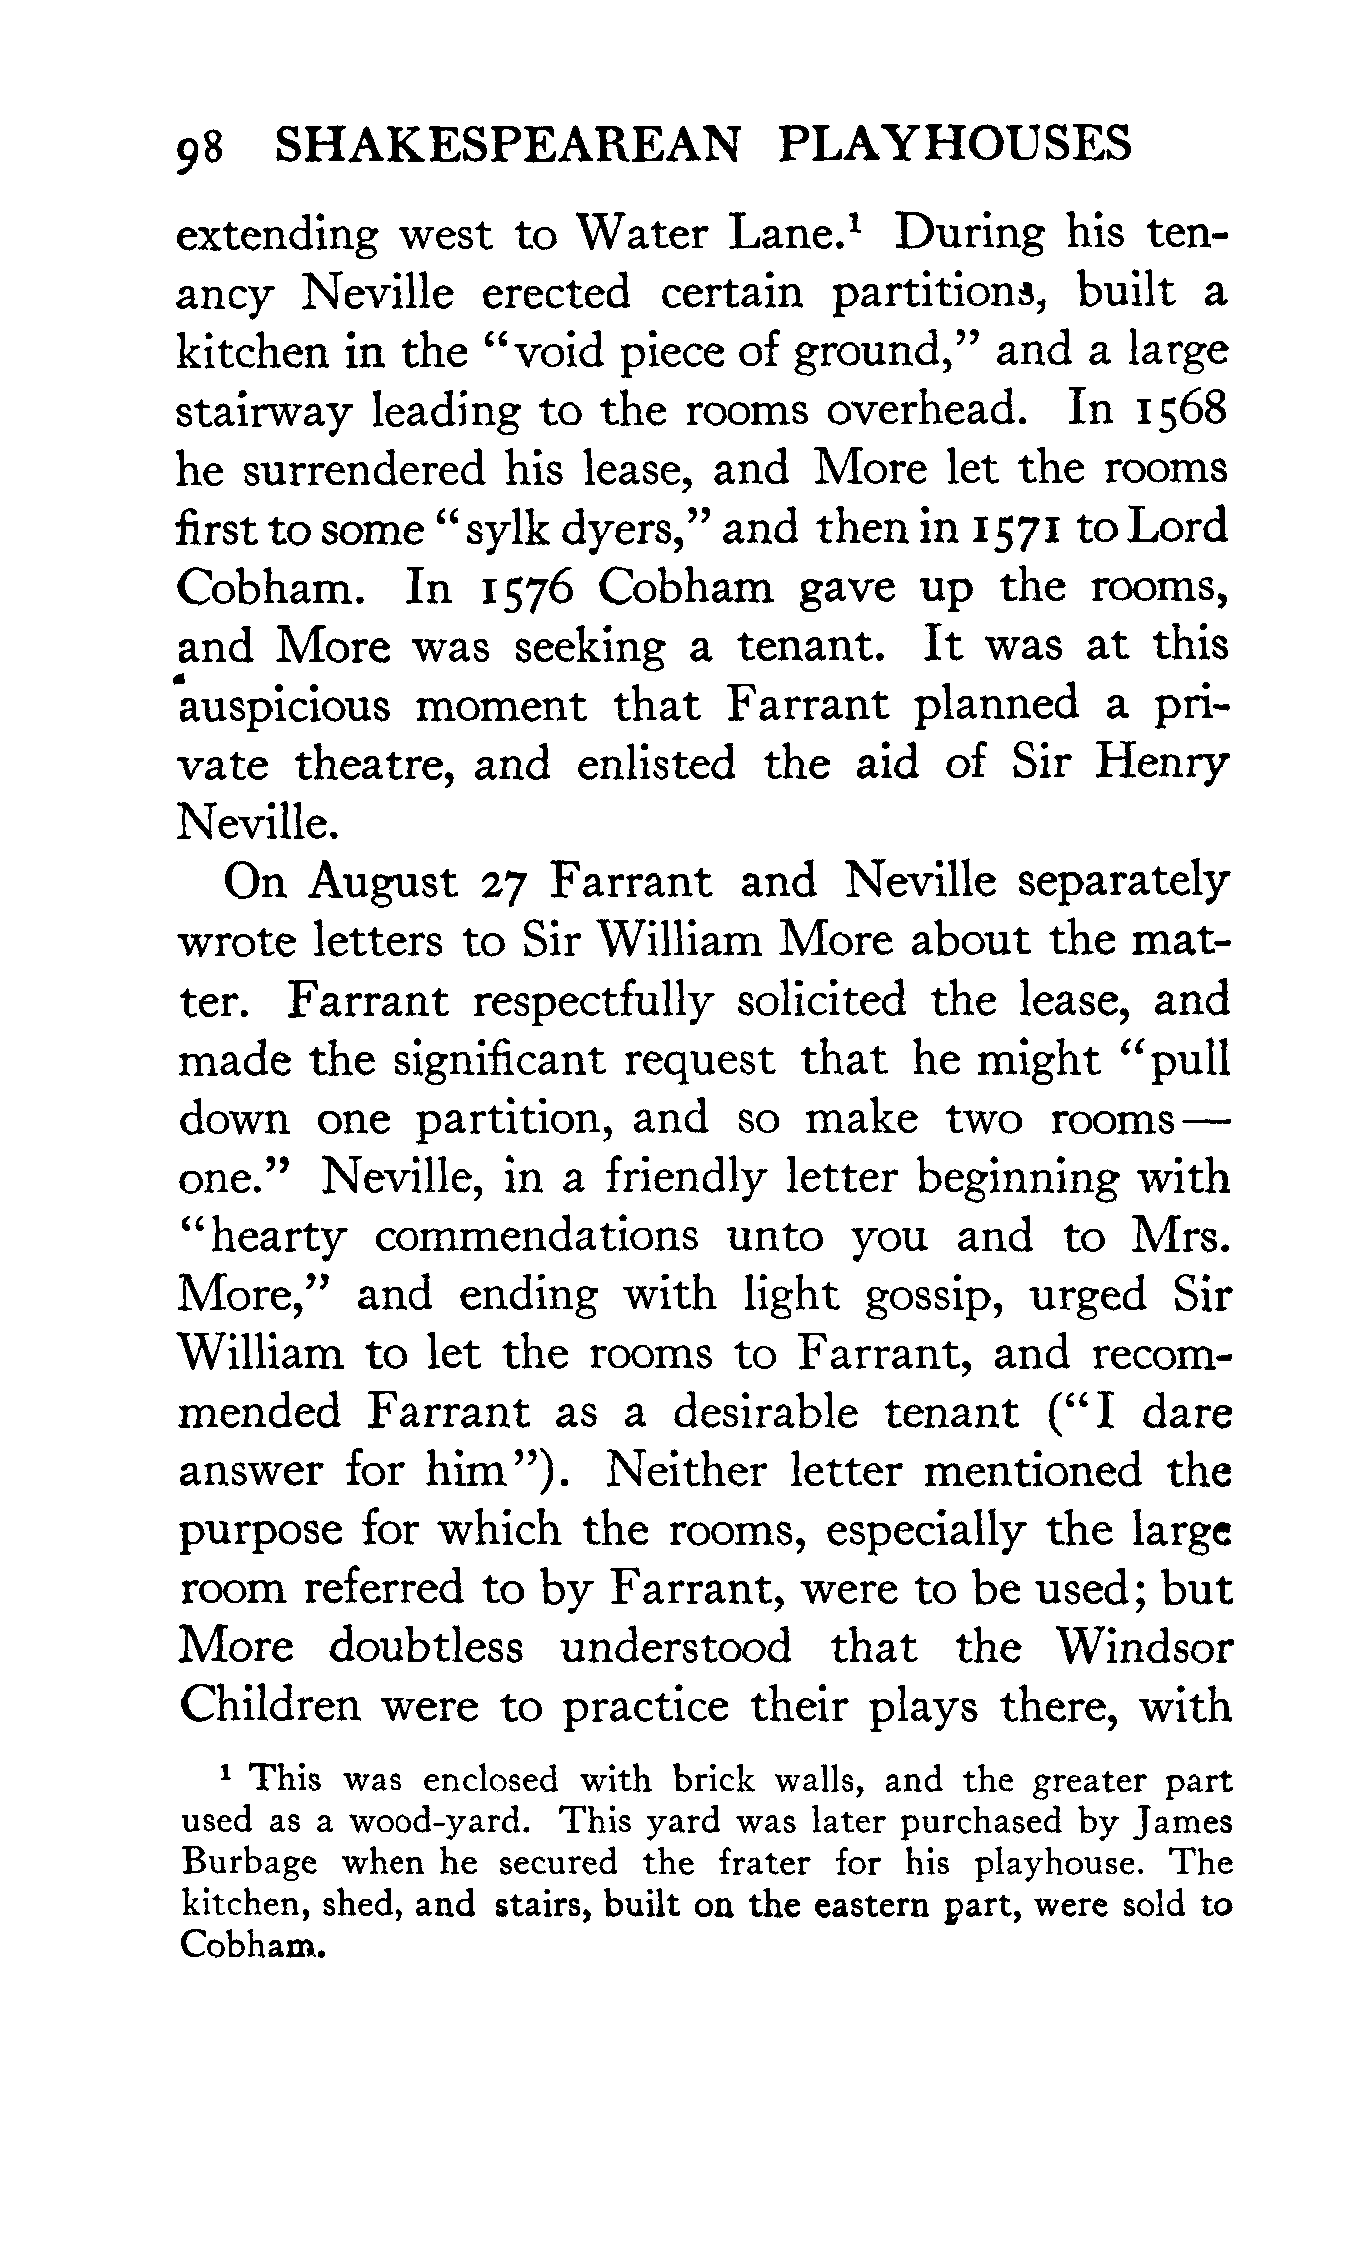 98 SHAKESPEAREAN PLAYHOUSES
extending west to Water Lane.¹ During his ten-
ancy Neville erected certain partitions, built a
kitchen in the “void piece of ground,” and a large
stairway leading to the rooms overhead. In 1568
he surrendered his lease, and More let the rooms
first to some “sylk dyers,” and then in 1571 to Lord
Cobham. In 1576 Cobham gave up the rooms,
and More was seeking a tenant. It was at this
auspicious moment that Farrant planned a pri-
vate theatre, and enlisted the aid of Sir Henry
Neville.
On August 27 Farrant and Neville separately
wrote letters to Sir William More about the mat-
ter. Farrant respectfully solicited the lease, and
made the significant request that he might “pull
down one partition, and so make two rooms—
one.” Neville, in a friendly letter beginning with
“hearty commendations unto you and to Mrs.
More,” and ending with light gossip, urged Sir
William to let the rooms to Farrant, and recom-
mended Farrant as a desirable tenant (“I dare
answer for him”). Neither letter mentioned the
purpose for which the rooms, especially the large
room referred to by Farrant, were to be used; but
More doubtless understood that the Windsor
Children were to practice their plays there, with
¹ This was enclosed with brick walls, and the greater part
used as a wood-yard. This yard was later purchased by James
Burbage when he secured the frater for his playhouse. The
kitchen, shed, and stairs, built on the eastern part, were sold to
Cobham.